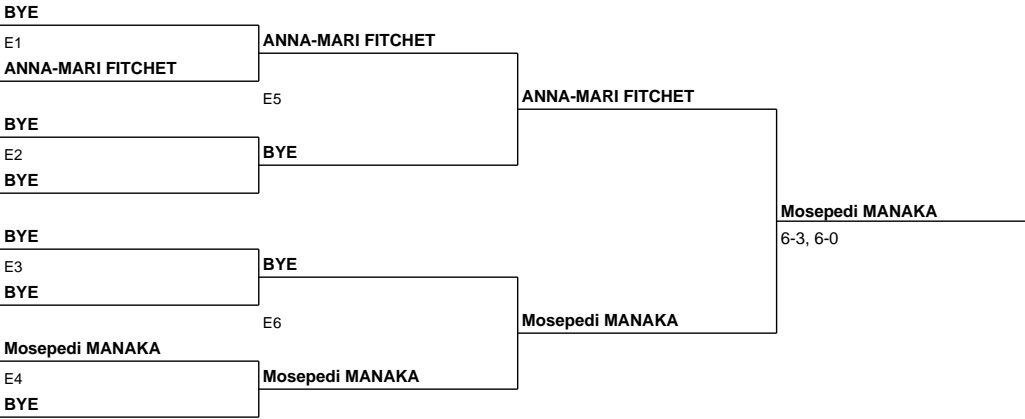 BYE
E1
ANNA-MARI FITCHET
ANNA-MARI FITCHET
E5
ANNA-MARI FITCHET
BYE
E2
BYE
BYE
Mosepedi MANAKA
6-3, 6-0
BYE
E3
BYE
BYE
E6
Mosepedi MANAKA
Mosepedi MANAKA
E4
BYE
Mosepedi MANAKA